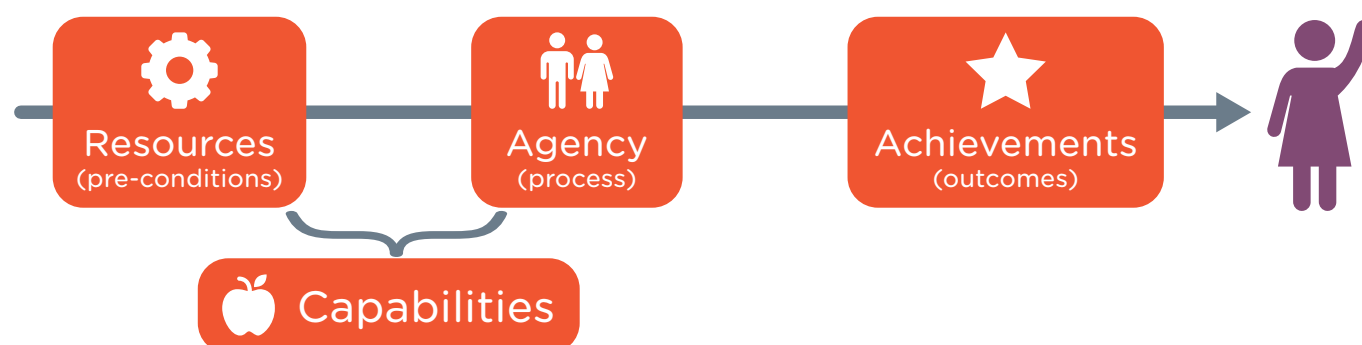 Resources
(pre-conditions)
Agency
(process)
Achievements
(outcomes)
Capabilities